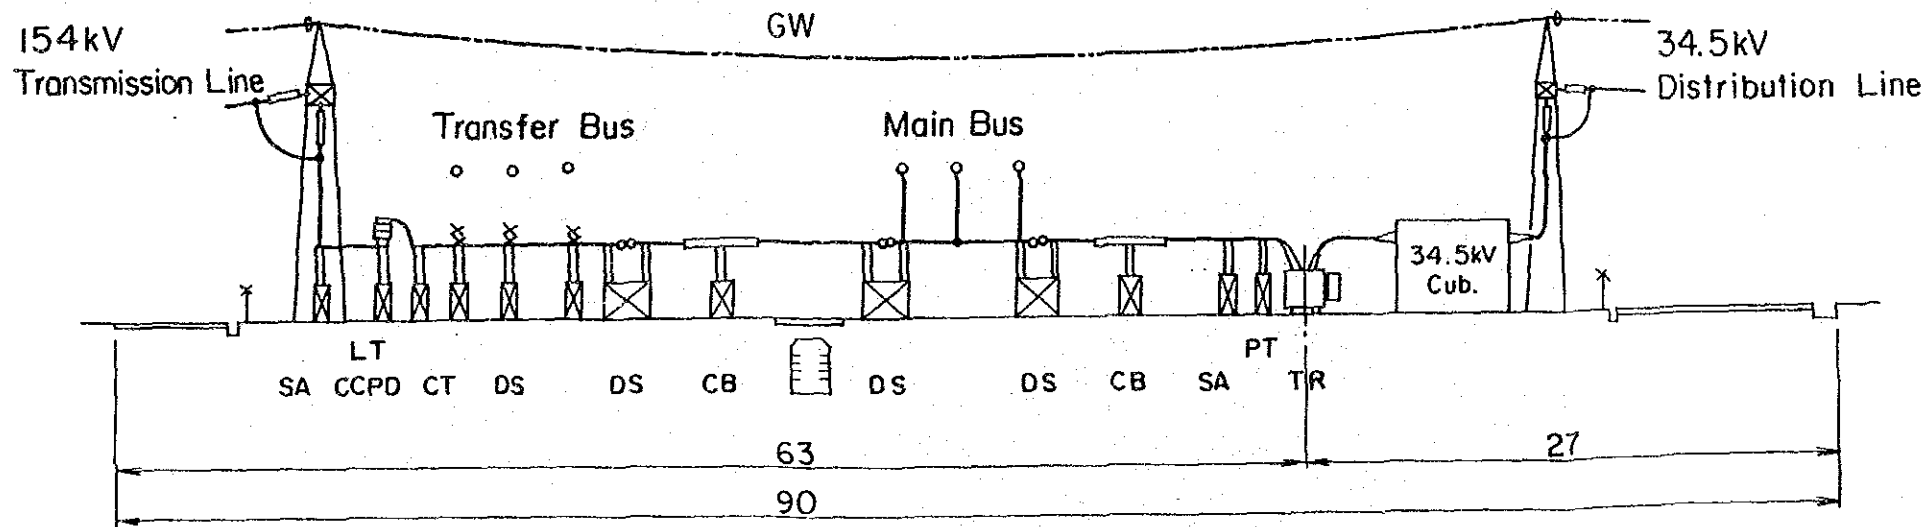 GW
154kV
Transmission Line
34.5kV
Distribution Line
Transfer Bus
Main Bus
34.5kV
Cub.
LT
PT
SA CCPD CT DS DS CB DS DS CB SA TR
63
27
90